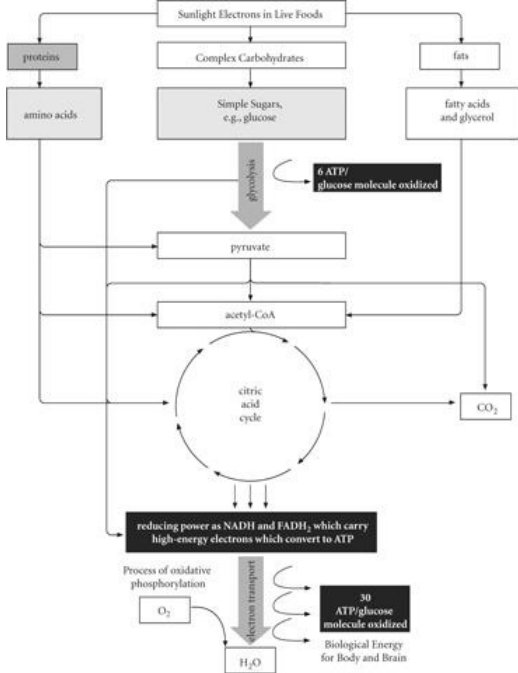 Sunlight Electrons in Live Foods
proteins
Complex Carbohydrates
fats
amino acids
Simple Sugars,
e.g., glucose
fatty acids
and glycerol
glycolysis
6 ATP/
glucose molecule oxidized
pyruvate
acetyl-CoA
citric
acid
cycle
CO₂
reducing power as NADH and FADH₂ which carry
high-energy electrons which convert to ATP
Process of oxidative
phosphorylation
O₂
electron transport
30
ATP/glucose
molecule oxidized
H₂O
Biological Energy
for Body and Brain